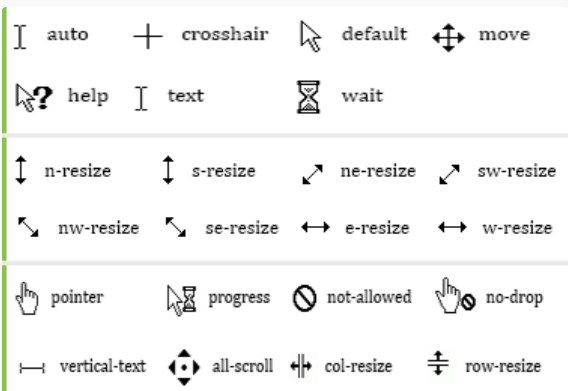 auto crosshair default move
help text wait
n-resize s-resize ne-resize sw-resize
nw-resize se-resize e-resize w-resize
pointer progress not-allowed no-drop
vertical-text all-scroll col-resize row-resize